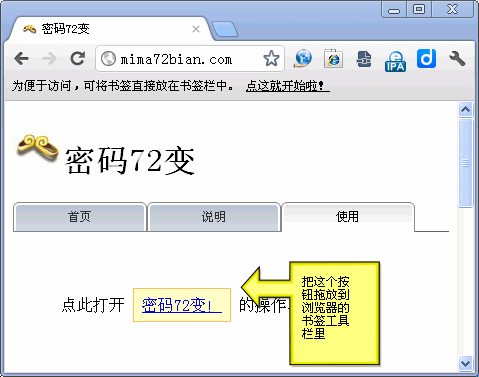 密码72变
mima72bian.com
IPA
为便于访问，可将书签直接放在书签栏中。 点这就开始啦!
密码72变
首页 说明 使用
点此打开 密码72变! 的操作
把这个按
钮拖放到
浏览器的
书签工具
栏里